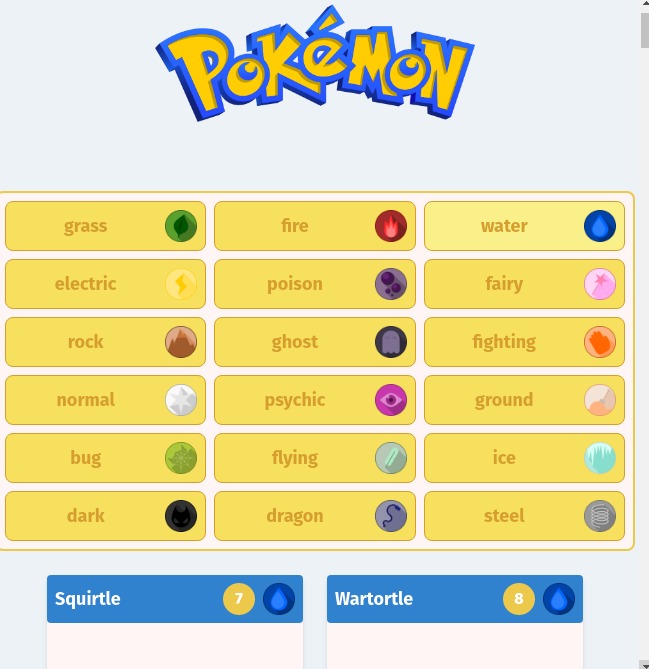 POKéMON
grass fire water
electric poison fairy
rock ghost fighting
normal psychic ground
bug flying ice
dark dragon steel
Squirtle 7 Wartortle 8